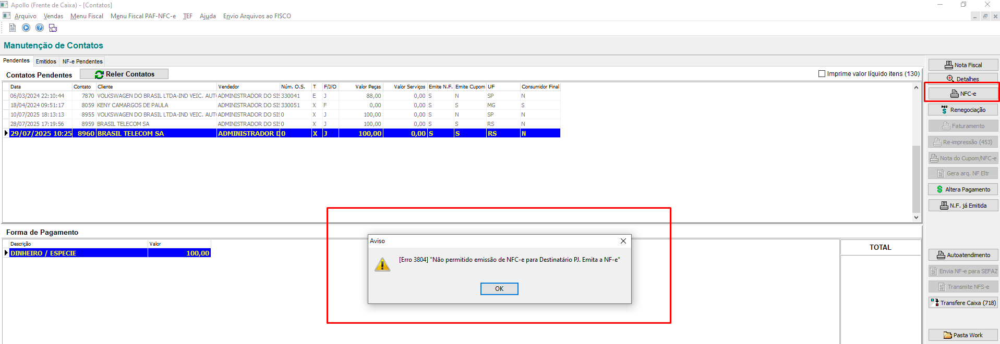 Apollo (Frente de Caixa) - [Contatos]
Arquivo Vendas Menu Fiscal Menu Fiscal PAF-NFC-e TEF Ajuda Envio Arquivos ao FISCO
Manutenção de Contatos
Pendentes Emitidos NF-e Pendentes
Contatos Pendentes Reler Contatos Imprime valor líquido itens (130)
Data Contato Cliente Vendedor Núm. O.S. T F/J/O Valor Peças Valor Serviços Emite N.F. Emite Cupom UF Consumidor Final
06/03/2024 22:10:44 7870 VOLKSWAGEN DO BRASIL LTDA-IND VEIC. AUT ADMINISTRADOR DO SIS 330041 E J 88,00 0,00 S N SP N
18/04/2024 09:51:17 8059 KENY CAMARGOS DE PAULA ADMINISTRADOR DO SIS 330051 X F 0,00 0,00 S S MG S
10/07/2025 18:13:13 8955 VOLKSWAGEN DO BRASIL LTDA-IND VEIC. AUT ADMINISTRADOR DO SIS 0 X J 100,00 0,00 S N SP N
28/07/2025 17:19:56 8959 BRASIL TELECOM SA ADMINISTRADOR DO SIS 0 X J 100,00 0,00 S S RS N
29/07/2025 10:25 8960 BRASIL TELECOM SA ADMINISTRADOR D 0 X J 100,00 0,00 S S RS N
Forma de Pagamento
Descrição Valor
DINHEIRO / ESPECIE 100,00
TOTAL
Aviso
[Erro 3804] "Não permitido emissão de NFC-e para Destinatário PJ. Emita a NF-e"
OK
Nota Fiscal
Detalhes
NFC-e
Renegociação
Faturamento
Re-impressão (453)
Nota do Cupom/NFC-e
Gera arq. NF Eltr
Altera Pagamento
N.F. já Emitida
Autoatendimento
Envia NF-e para SEFAZ
Transmite NFS-e
Transfere Caixa (718)
Pasta Work